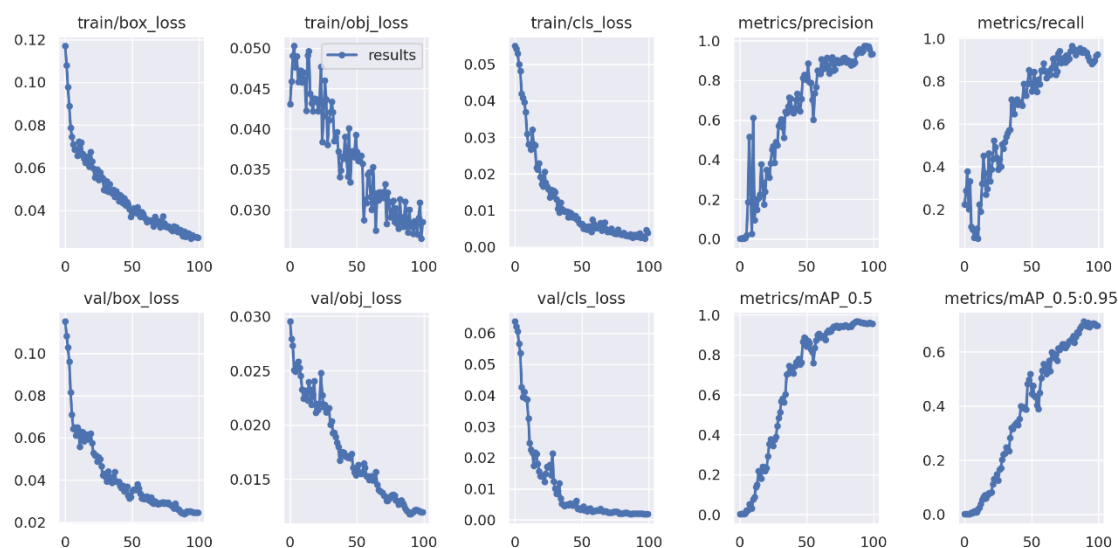 train/box_loss
train/obj_loss
train/cls_loss
metrics/precision
metrics/recall
0.12
0.10
0.08
0.06
0.04
0 50 100
results
0.050
0.045
0.040
0.035
0.030
0 50 100
0.05
0.04
0.03
0.02
0.01
0.00
0 50 100
1.0
0.8
0.6
0.4
0.2
0.0
0 50 100
1.0
0.8
0.6
0.4
0.2
0 50 100
val/box_loss
val/obj_loss
val/cls_loss
metrics/mAP_0.5
metrics/mAP_0.5:0.95
0.10
0.08
0.06
0.04
0.02
0 50 100
0.030
0.025
0.020
0.015
0 50 100
0.06
0.05
0.04
0.03
0.02
0.01
0.00
0 50 100
1.0
0.8
0.6
0.4
0.2
0.0
0 50 100
0.6
0.4
0.2
0.0
0 50 100